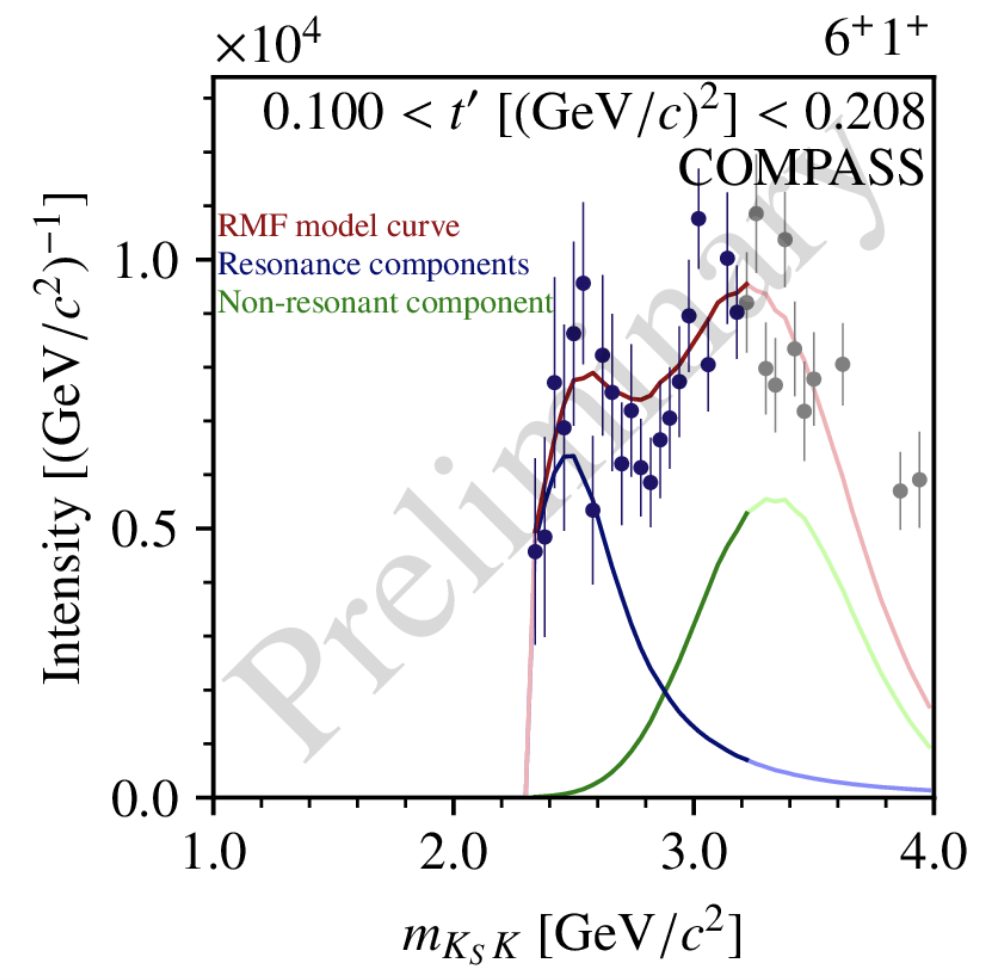 ×10⁴ 6⁺1⁺
0.100 < t′ [(GeV/c)²] < 0.208
COMPASS
RMF model curve
Resonance components
Non-resonant component
Preliminary
Intensity [(GeV/c²)⁻¹]
1.0
0.5
0.0
1.0 2.0 3.0 4.0
m_{K_S K} [GeV/c²]